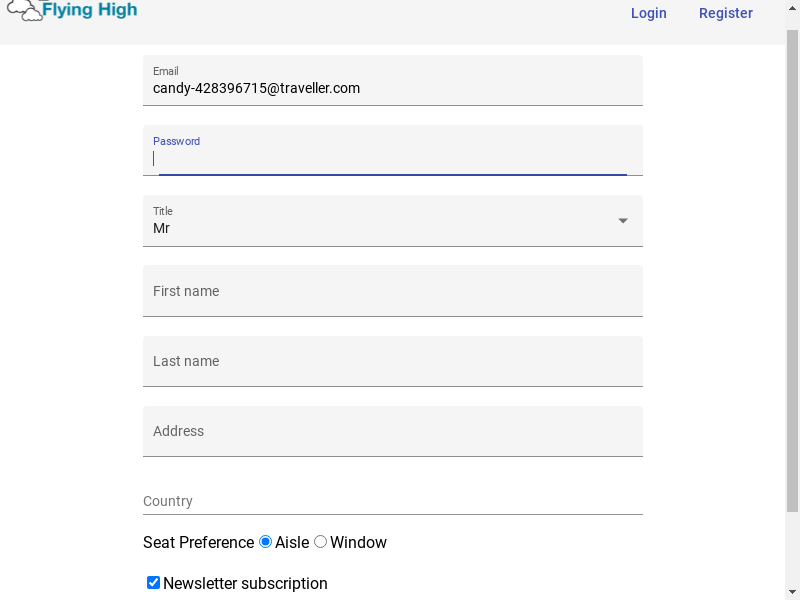 Flying High
Login Register
Email
candy-428396715@traveller.com
Password
Title
Mr
First name
Last name
Address
Country
Seat Preference Aisle Window
Newsletter subscription